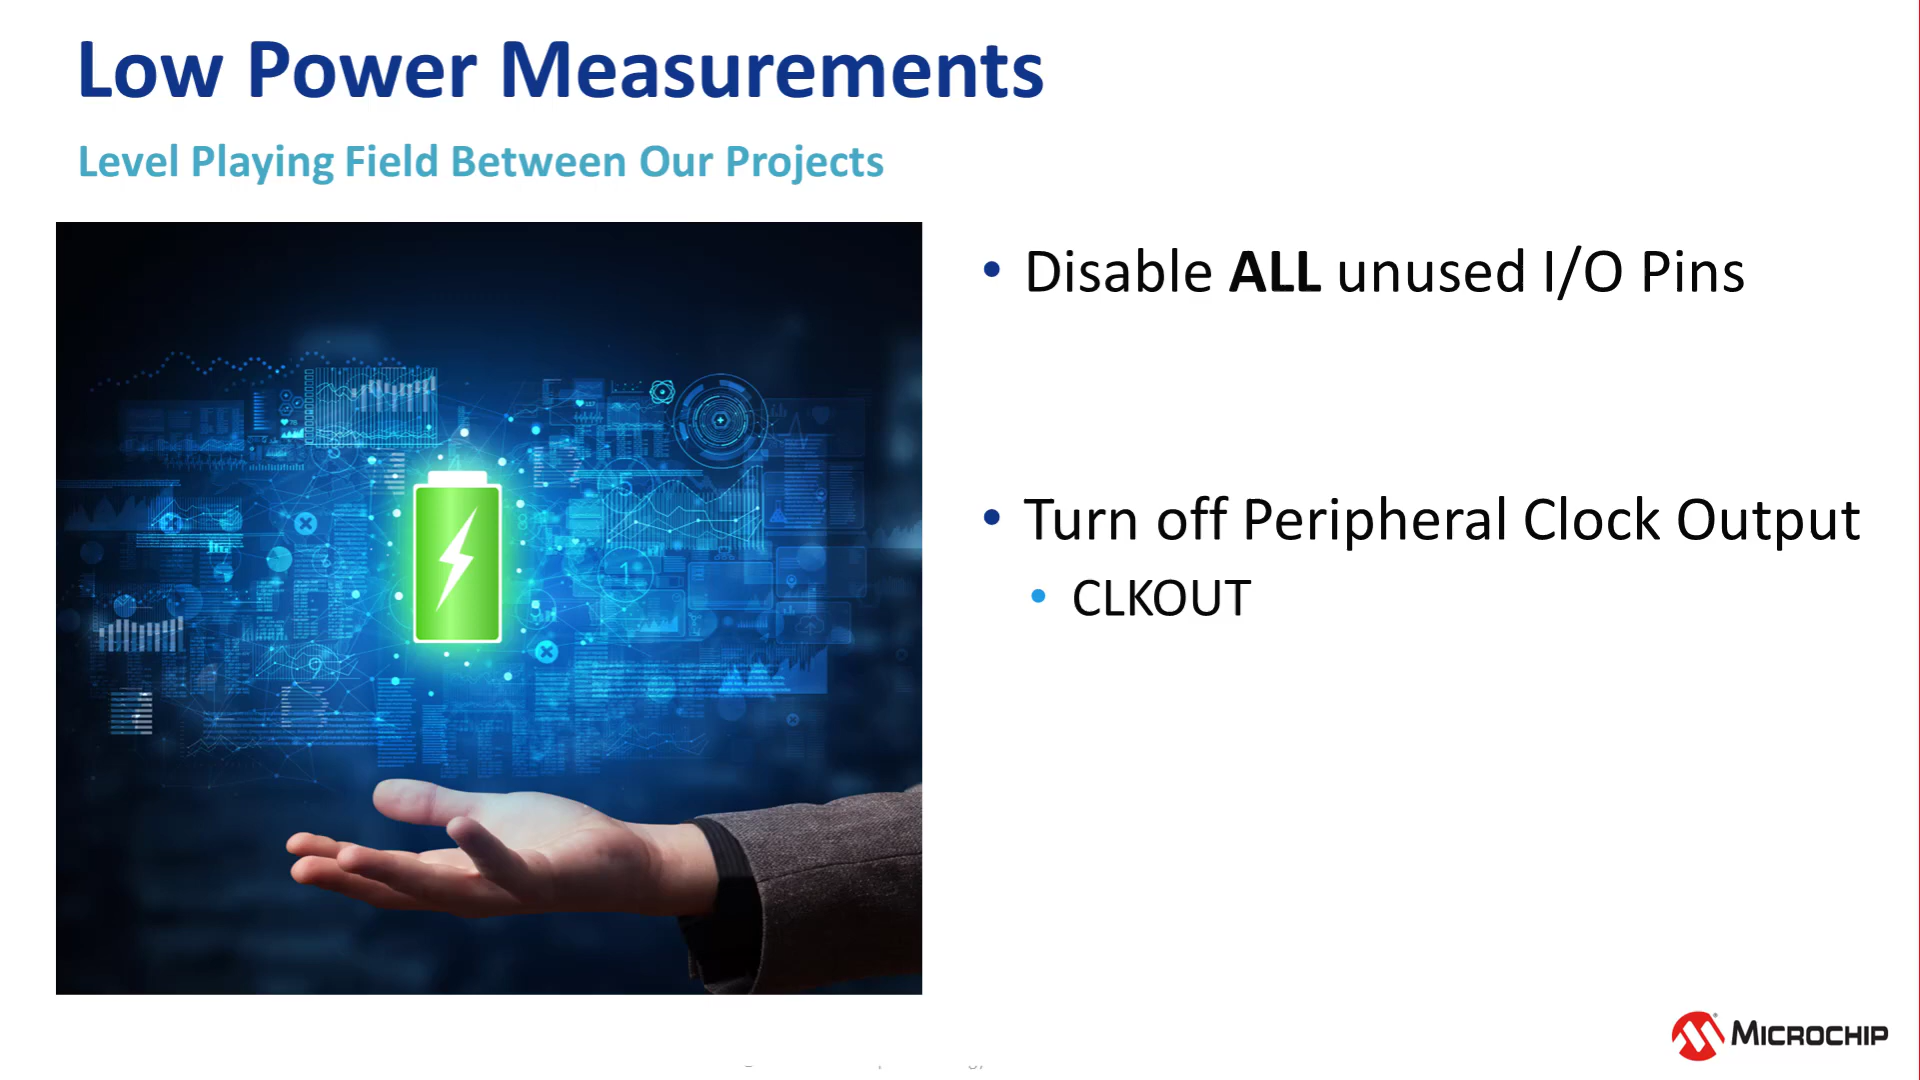 Low Power Measurements
Level Playing Field Between Our Projects
• Disable ALL unused I/O Pins
• Turn off Peripheral Clock Output
• CLKOUT
MICROCHIP